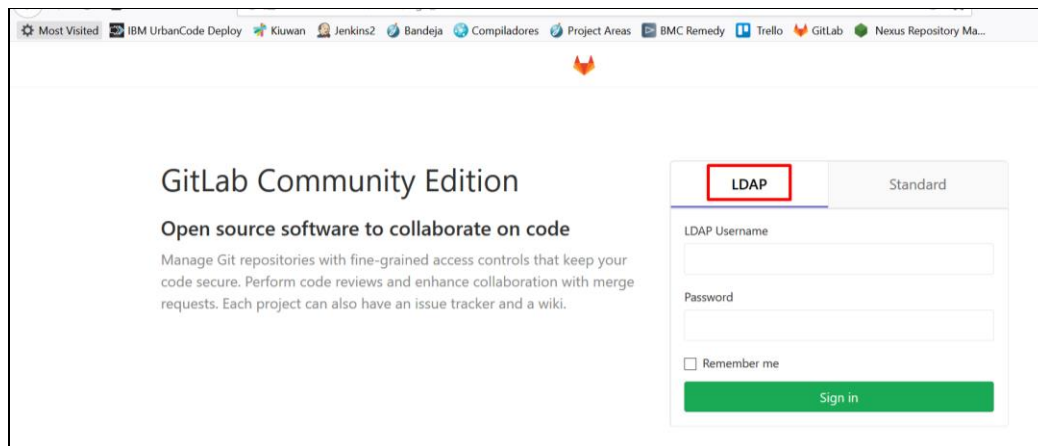 Most Visited IBM UrbanCode Deploy Kiuwan Jenkins2 Bandeja Compiladores Project Areas BMC Remedy Trello GitLab Nexus Repository Ma...
GitLab Community Edition
Open source software to collaborate on code
Manage Git repositories with fine-grained access controls that keep your
code secure. Perform code reviews and enhance collaboration with merge
requests. Each project can also have an issue tracker and a wiki.
LDAP Standard
LDAP Username
Password
Remember me
Sign in